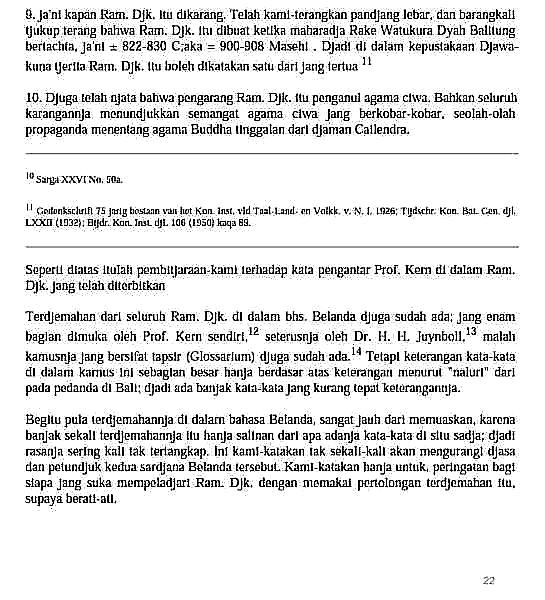 9. Ja'ni kapan Ram. Djk. itu dikarang. Telah kami-terangkan pandjang lebar, dan barangkali
tjukup terang bahwa Ram. Djk. itu dibuat ketika maharadja Rake Watukura Dyah Balitung
bertachta, ja'ni ± 822-830 C;aka = 900-908 Masehi . Djadi di dalam kepustakaan Djawa-
kuna tjerita Ram. Djk. itu boleh dikatakan satu dari jang tertua 11
10. Djuga telah njata bahwa pengarang Ram. Djk. itu penganut agama ciwa. Bahkan seluruh
karangannja menundjukkan semangat agama ciwa jang berkobar-kobar, seolah-olah
propaganda menentang agama Buddha tinggalan dari djaman Cailendra.
10 Sarga XXVI No. 50a.
11 Gedenkschrift 75 jarig bestaan van het Kon. Inst. v/d Taal-Land- en Volkk. v. N. I. 1926; Tijdschr. Kon. Bat. Gen. djl.
LXXII (1932); Bijdr. Kon. Inst. djl. 106 (1950) kaça 69.
Seperti diatas itulah pembitjaraan-kami terhadap kata pengantar Prof. Kern di dalam Ram.
Djk. jang telah diterbitkan
Terdjemahan dari seluruh Ram. Djk. di dalam bhs. Belanda djuga sudah ada; jang enam
bagian dimuka oleh Prof. Kern sendiri,12 seterusnja oleh Dr. H. H. Juynboll,13 malah
kamusnja jang bersifat tapsir (Glossarium) djuga sudah ada.14 Tetapi keterangan kata-kata
di dalam kamus ini sebagian besar hanja berdasar atas keterangan menurut "naluri" dari
pada pedanda di Bali; djadi ada banjak kata-kata jang kurang tepat keterangannja.
Begitu pula terdjemahannja di dalam bahasa Belanda, sangat jauh dari memuaskan, karena
banjak sekali terdjemahannja itu hanja salinan dari apa adanja kata-kata di situ sadja; djadi
rasanja sering kali tak tertangkap. Ini kami-katakan tak sekali-kali akan mengurangi djasa
dan petundjuk kedua sardjana Belanda tersebut. Kami-katakan hanja untuk, peringatan bagi
siapa jang suka mempeladjari Ram. Djk. dengan memakai pertolongan terdjemahan itu,
supaya berati-ati.
22